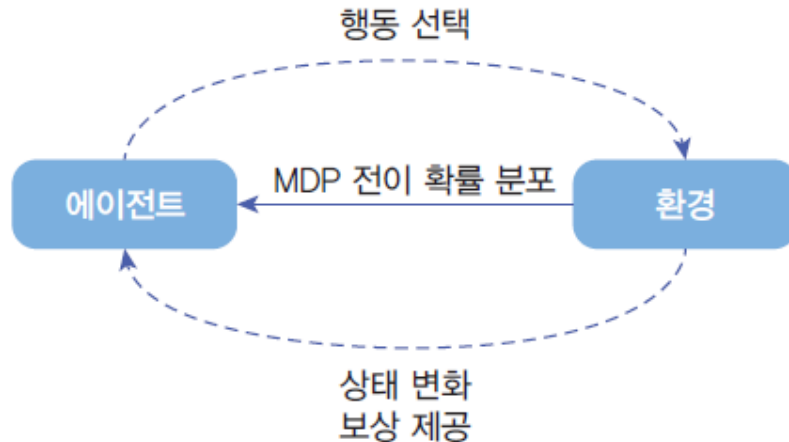 행동 선택
에이전트
MDP 전이 확률 분포
환경
상태 변화
보상 제공